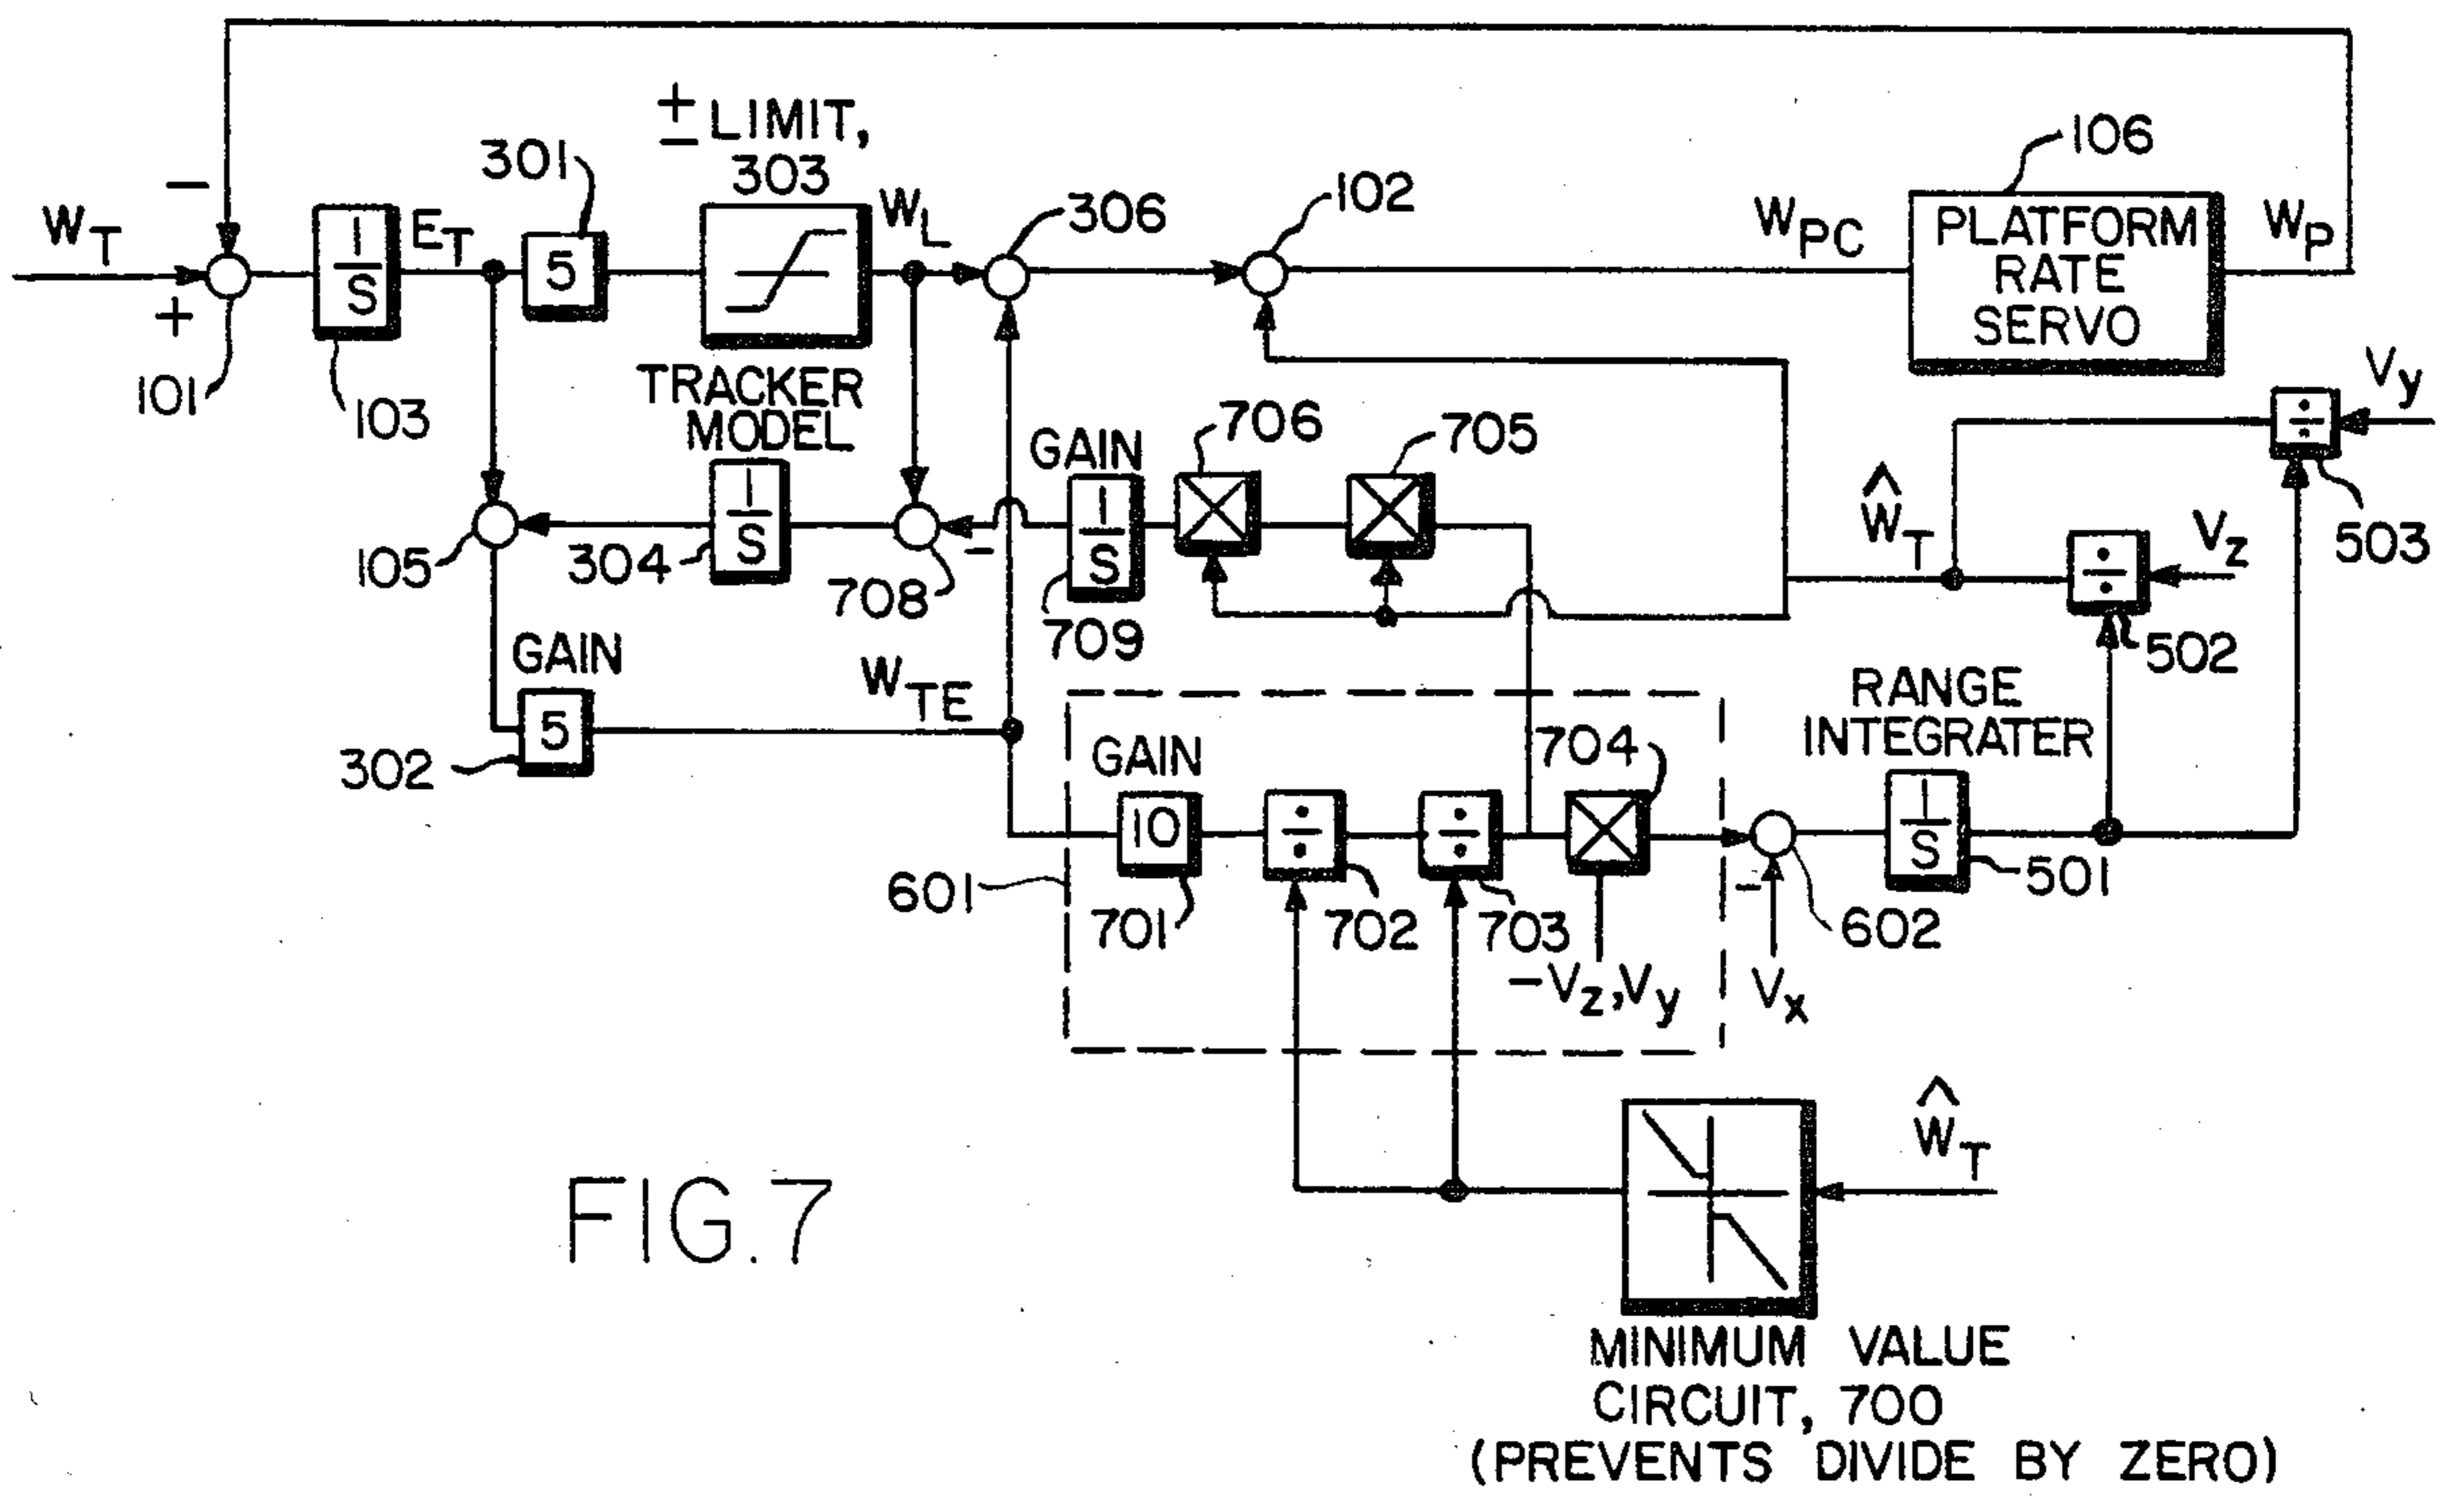 ± LIMIT,
303
301
106
102
306
W_T
−
+
101
1/S
103
E_T
5
W_L
W_PC
PLATFORM
RATE
SERVO
W_P
V_y
÷
503
TRACKER
MODEL
1/S
304
105
708
−
GAIN
1/S
709
706
705
Ŵ_T
÷
V_z
502
GAIN
5
302
W_TE
GAIN
10
701
601
÷
702
÷
703
704
−V_z,V_y
602
−
V_x
RANGE
INTEGRATER
1/S
501
Ŵ_T
FIG.7
MINIMUM VALUE
CIRCUIT, 700
(PREVENTS DIVIDE BY ZERO)